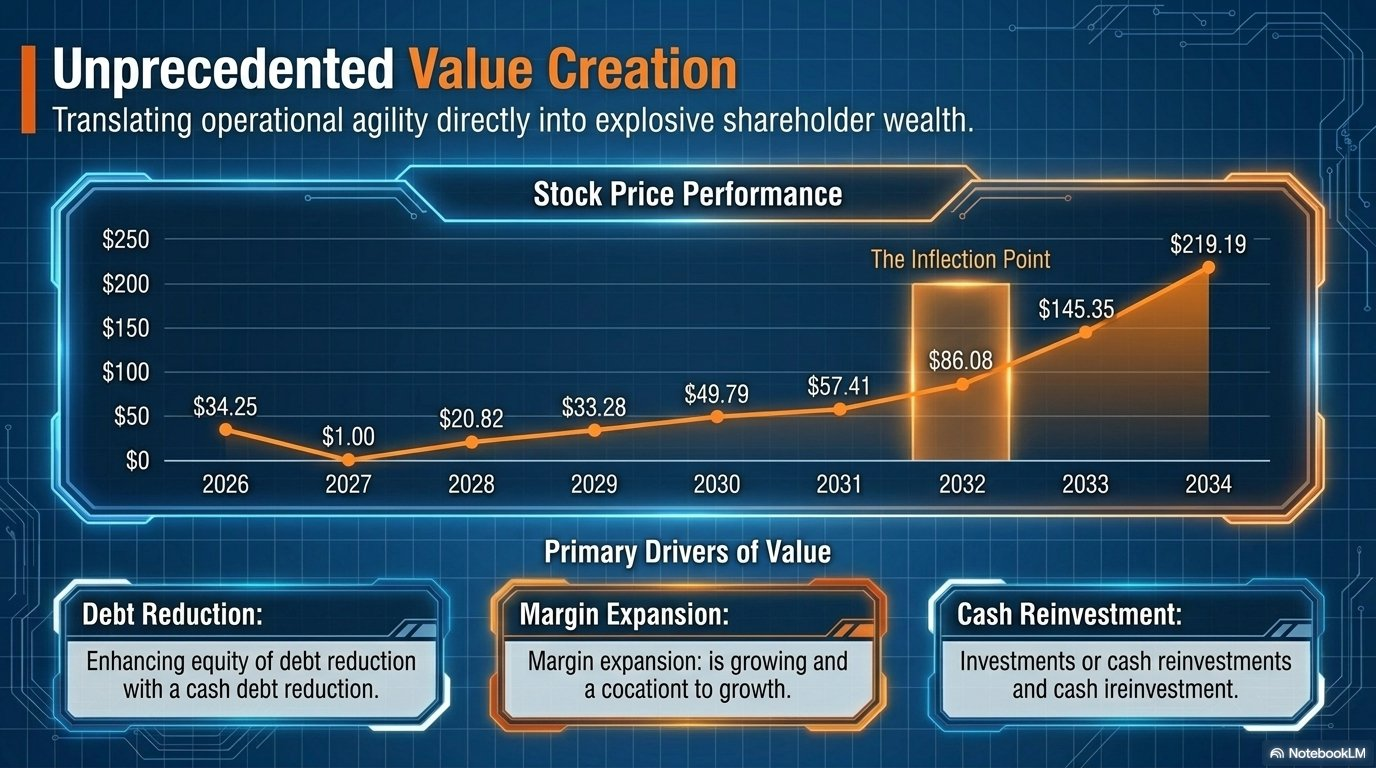 Unprecedented Value Creation
Translating operational agility directly into explosive shareholder wealth.
Stock Price Performance
$250
$200
$150
$100
$50
$0
The Inflection Point
$34.25
$1.00
$20.82
$33.28
$49.79
$57.41
$86.08
$145.35
$219.19
2026 2027 2028 2029 2030 2031 2032 2033 2034
Primary Drivers of Value
Debt Reduction:
Enhancing equity of debt reduction
with a cash debt reduction.
Margin Expansion:
Margin expansion: is growing and
a cocationt to growth.
Cash Reinvestment:
Investments or cash reinvestments
and cash ireinvestment.
NotebookLM